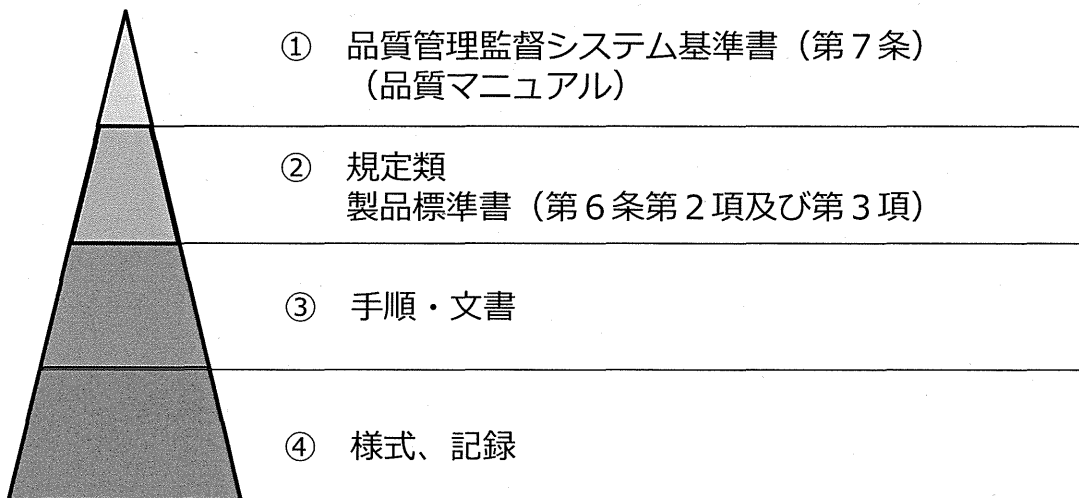 ① 品質管理監督システム基準書（第７条）
（品質マニュアル）
② 規定類
製品標準書（第６条第２項及び第３項）
③ 手順・文書
④ 様式、記録